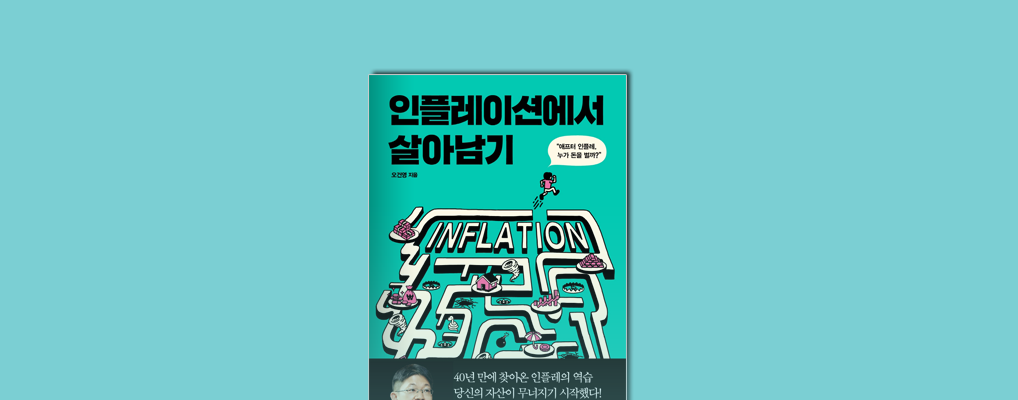 인플레이션에서
살아남기
"애프터 인플레,
누가 돈을 벌까?"
오건영 지음
INFLATION
40년 만에 찾아온 인플레의 역습
당신의 자산이 무너지기 시작했다!